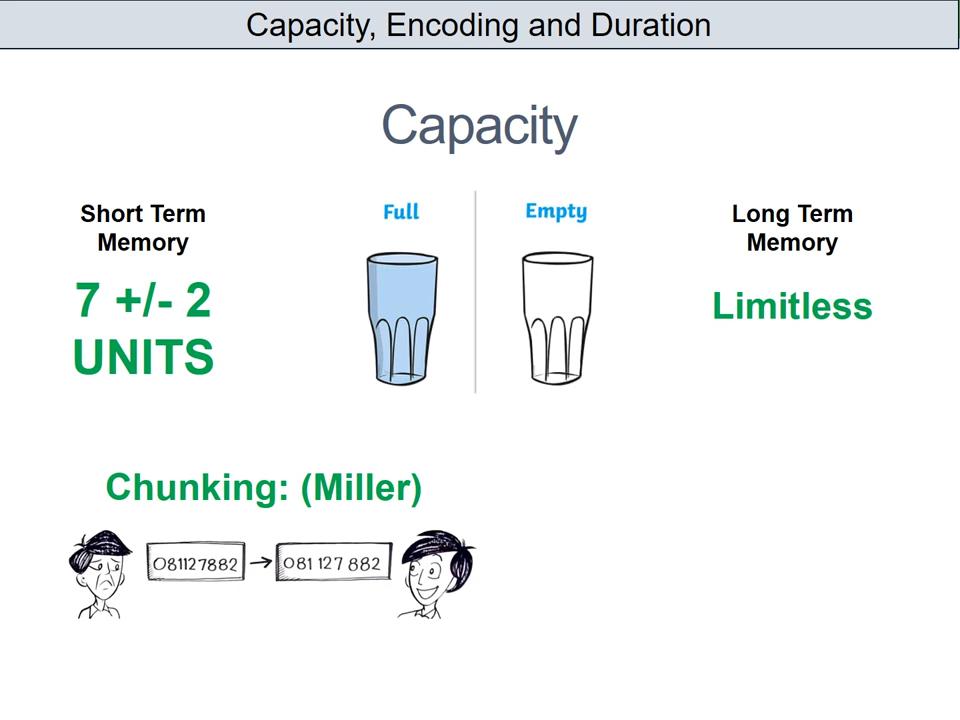 Capacity, Encoding and Duration
Capacity
Short Term
Memory
7 +/- 2
UNITS
Full
Empty
Long Term
Memory
Limitless
Chunking: (Miller)
081127882
081 127 882